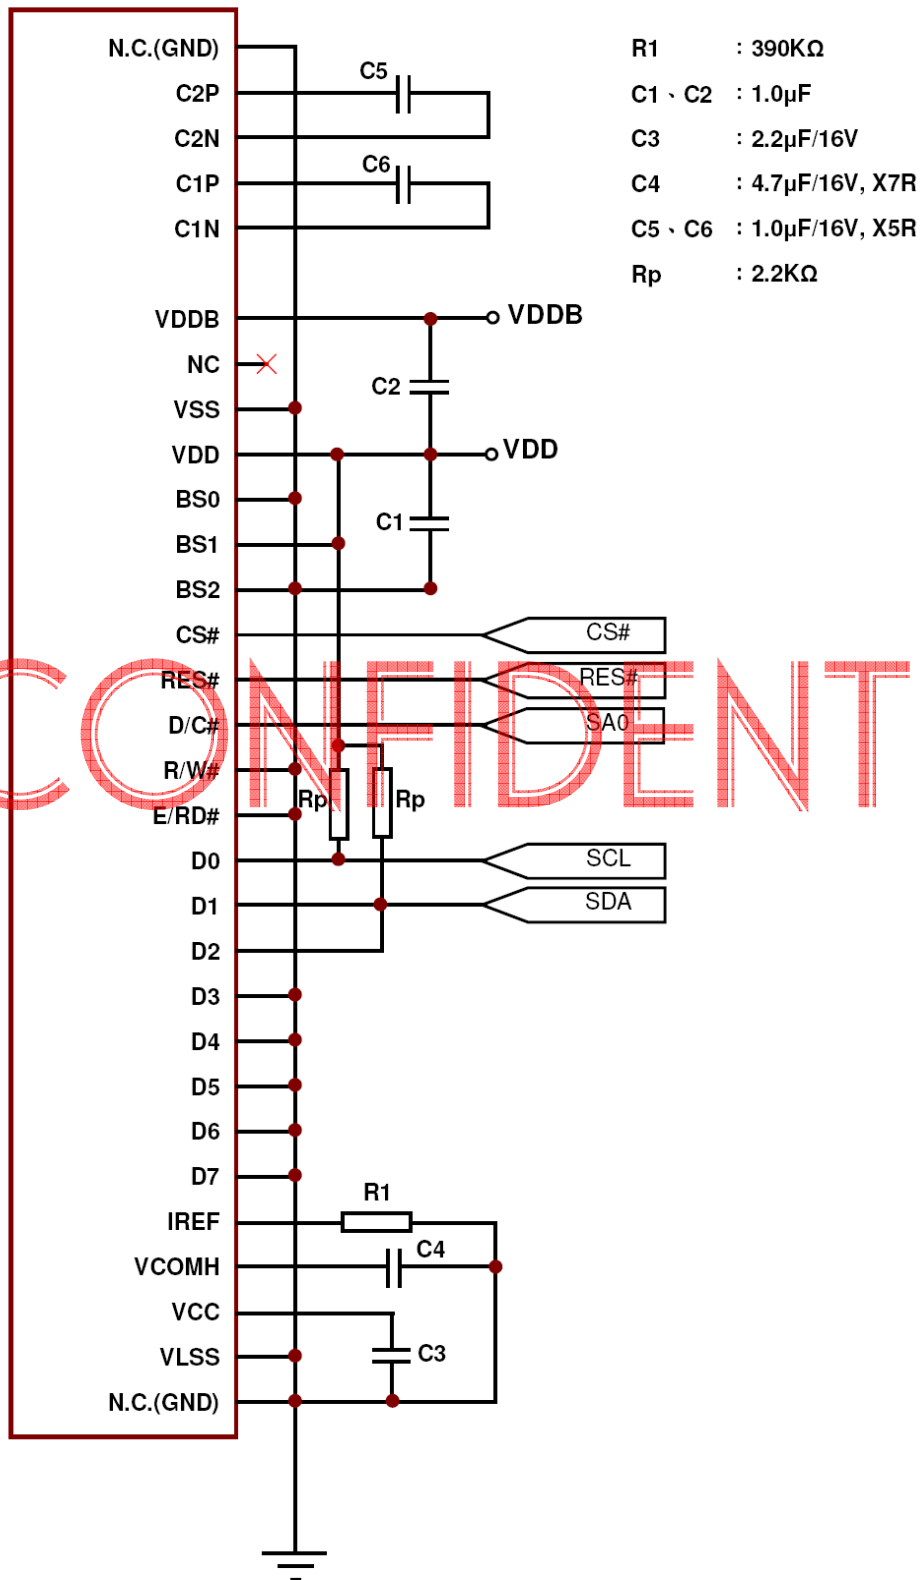 N.C.(GND)
C2P
C2N
C1P
C1N
VDDB
NC
VSS
VDD
BS0
BS1
BS2
CS#
RES#
D/C#
R/W#
E/RD#
D0
D1
D2
D3
D4
D5
D6
D7
IREF
VCOMH
VCC
VLSS
N.C.(GND)
C5
C6
VDDB
C2
VDD
C1
CS#
RES#
SA0
Rp
Rp
SCL
SDA
R1
C4
C3
R1 : 390KΩ
C1、C2 : 1.0µF
C3 : 2.2µF/16V
C4 : 4.7µF/16V, X7R
C5、C6 : 1.0µF/16V, X5R
Rp : 2.2KΩ
CONFIDENT